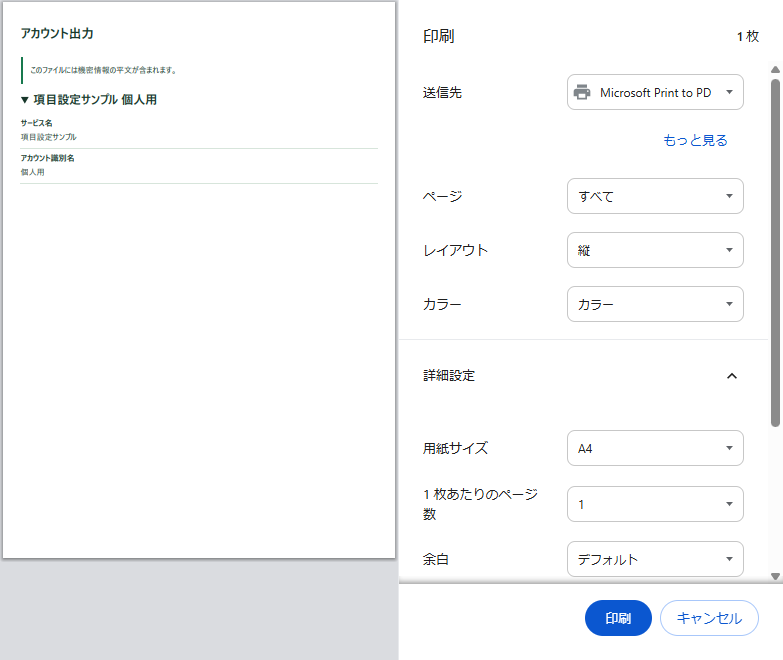 アカウント出力
このファイルには機密情報の平文が含まれます。
▼ 項目設定サンプル 個人用
サービス名
項目設定サンプル
アカウント識別名
個人用
印刷
1 枚
送信先
Microsoft Print to PD
もっと見る
ページ
すべて
レイアウト
縦
カラー
カラー
詳細設定
用紙サイズ
A4
1 枚あたりのページ
数
1
余白
デフォルト
印刷
キャンセル